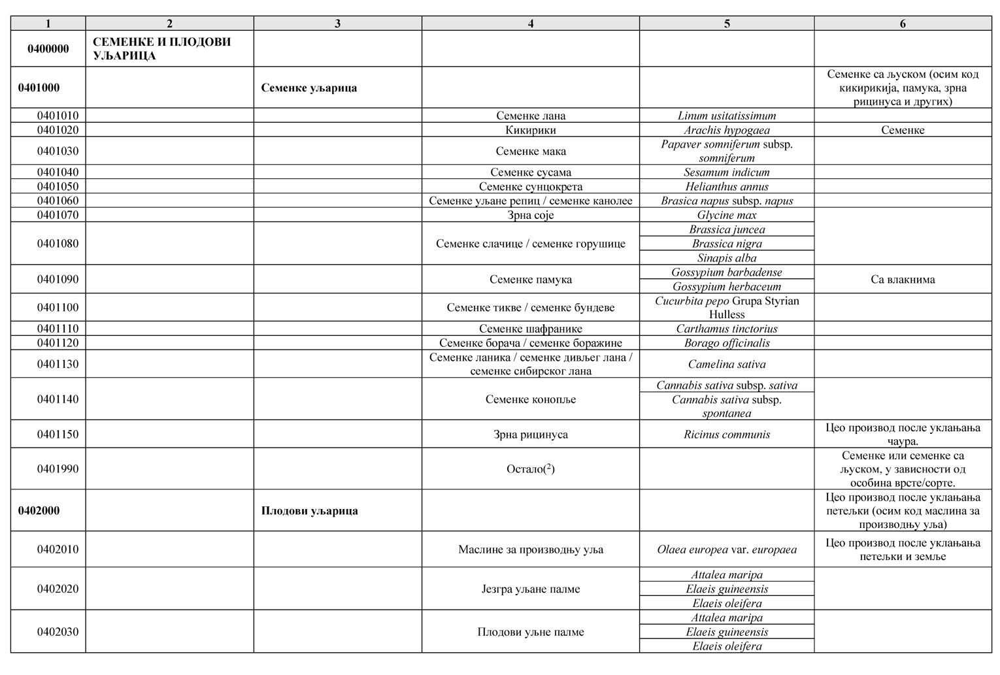 1 2 3 4 5 6
0400000 СЕМЕНКЕ И ПЛОДОВИ
УЉАРИЦА
0401000 Семенке уљарица Семенке са љуском (осим код
кикирикија, памука, зрна
рицинуса и других)
0401010 Семенке лана Linum usitatissimum
0401020 Кикирики Arachis hypogaea Семенке
0401030 Семенке мака Papaver somniferum subsp.
somniferum
0401040 Семенке сусама Sesamum indicum
0401050 Семенке сунцокрета Helianthus annus
0401060 Семенке уљане репиц / семенке канолее Brasica napus subsp. napus
0401070 Зрна соје Glycine max
0401080 Семенке слачице / семенке горушице Brassica juncea
Brassica nigra
Sinapis alba
0401090 Семенке памука Gossypium barbadense
Gossypium herbaceum
Са влакнима
0401100 Семенке тикве / семенке бундеве Cucurbita pepo Grupa Styrian
Hulless
0401110 Семенке шафранике Carthamus tinctorius
0401120 Семенке борача / семенке боражине Borago officinalis
0401130 Семенке ланика / семенке дивљег лана /
семенке сибирског лана
Camelina sativa
0401140 Семенке конопље Cannabis sativa subsp. sativa
Cannabis sativa subsp.
spontanea
0401150 Зрна рицинуса Ricinus communis Цео производ после уклањања
чаура.
0401990 Остало(²) Семенке или семенке са
љуском, у зависности од
особина врсте/сорте.
0402000 Плодови уљарица Цео производ после уклањања
петељки (осим код маслина за
производњу уља)
0402010 Маслине за производњу уља Olaea europea var. europaea Цео производ после уклањања
петељки и земље
0402020 Језгра уљане палме Attalea maripa
Elaeis guineensis
Elaeis oleifera
0402030 Плодови уљне палме Attalea maripa
Elaeis guineensis
Elaeis oleifera